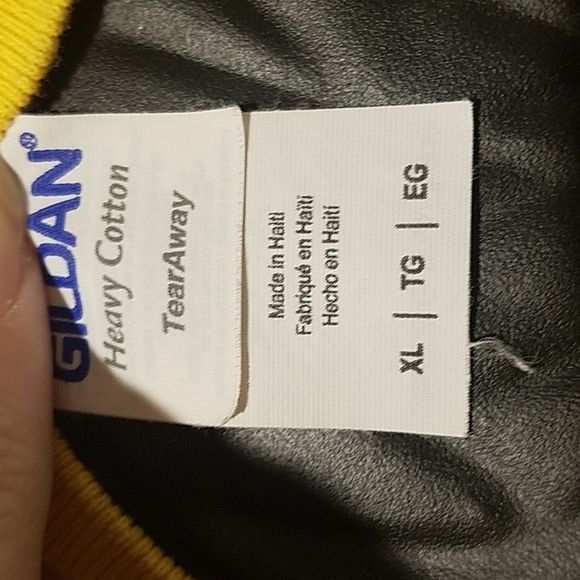 GILDAN®
Heavy Cotton
TearAway
Made in Haiti
Fabriqué en Haïti
Hecho en Haití
XL | TG | EG